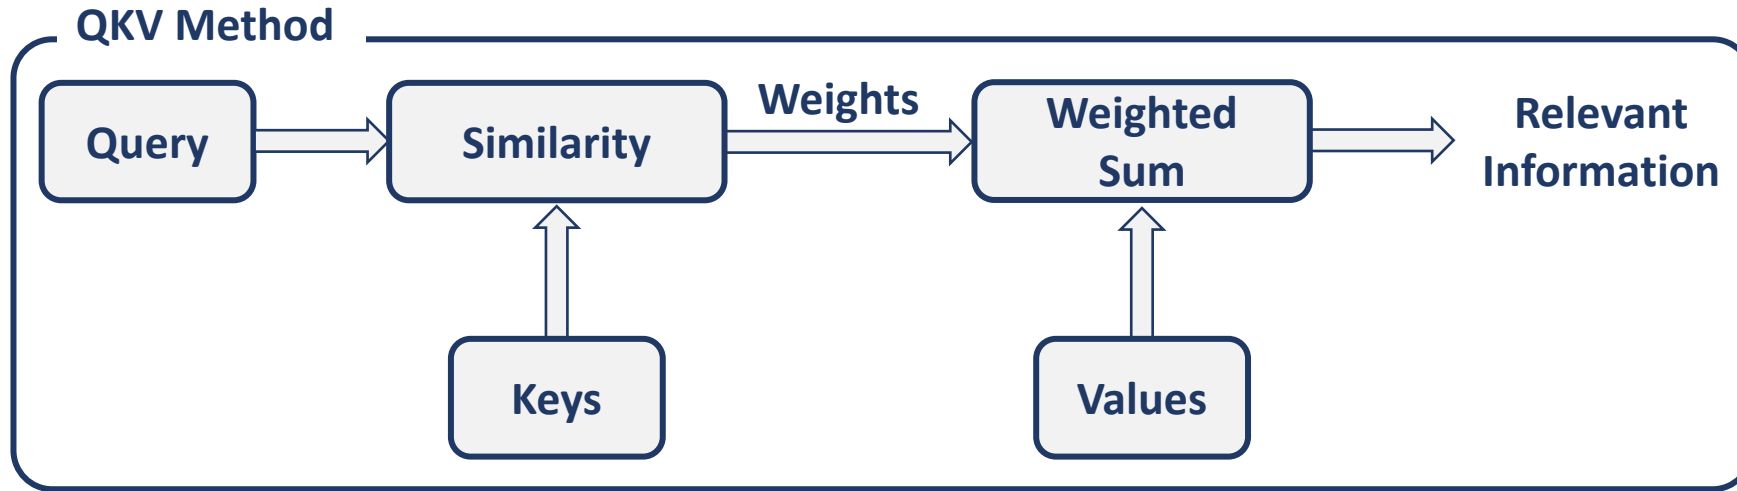 QKV Method
Query
Similarity
Weights
Weighted
Sum
Relevant
Information
Keys
Values